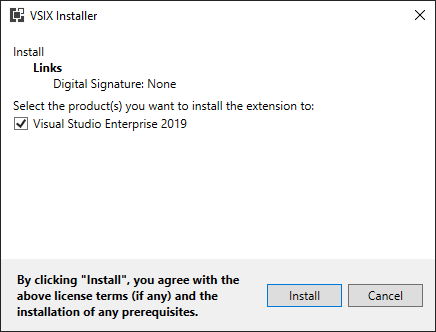 VSIX Installer
Install
Links
Digital Signature: None
Select the product(s) you want to install the extension to:
Visual Studio Enterprise 2019
By clicking "Install", you agree with the
above license terms (if any) and the
installation of any prerequisites.
Install
Cancel